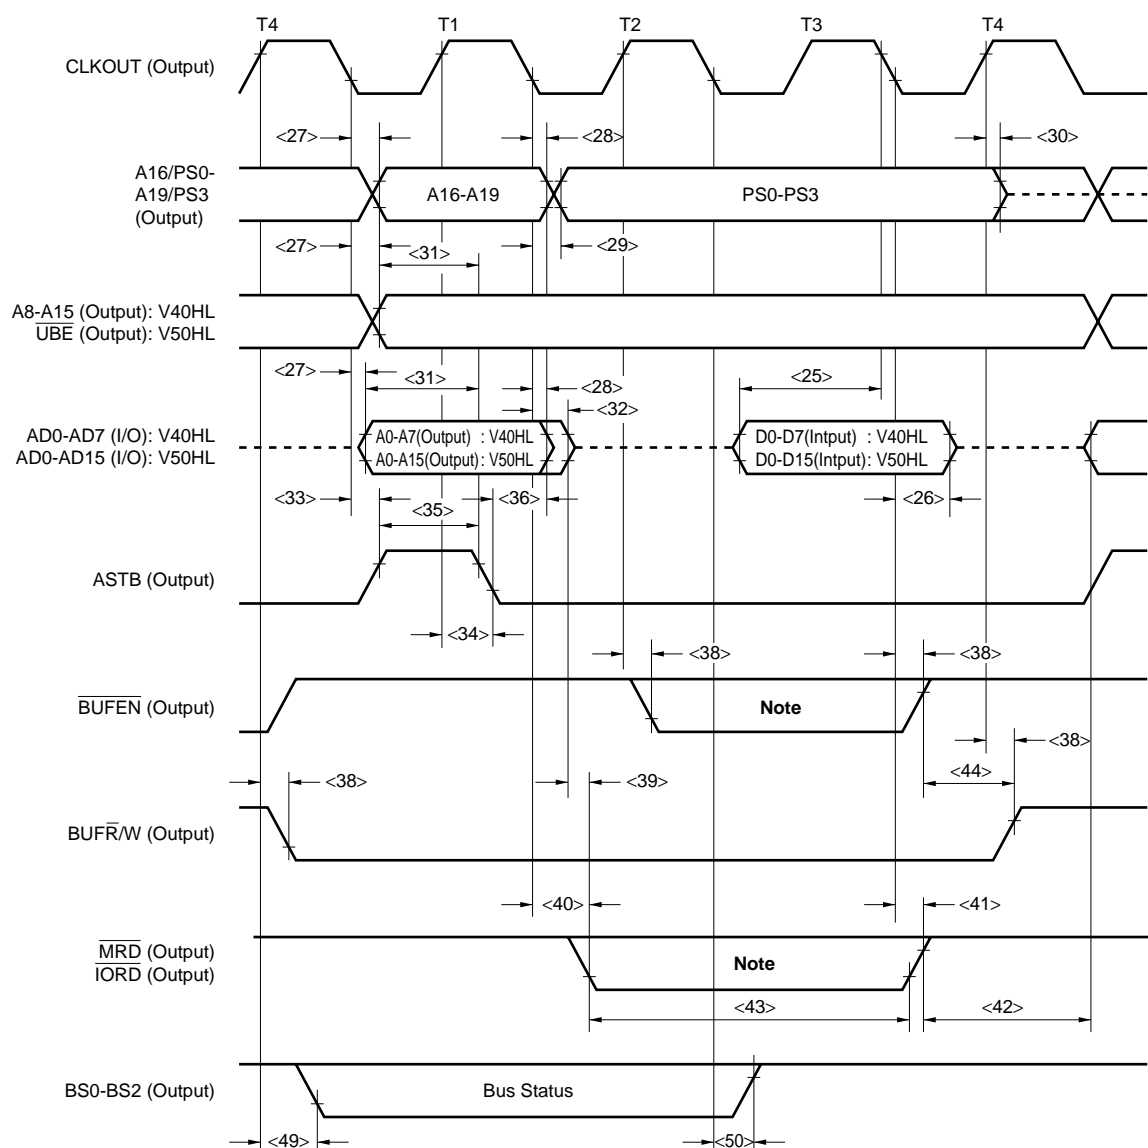 T4 T1 T2 T3 T4
CLKOUT (Output)
<27> <28> <30>
A16/PS0-
A19/PS3
(Output)
A16-A19 PS0-PS3
<27> <31> <29>
A8-A15 (Output): V40HL
UBE (Output): V50HL
<27> <31> <28> <25>
<32>
AD0-AD7 (I/O): V40HL
AD0-AD15 (I/O): V50HL
A0-A7(Output) : V40HL
A0-A15(Output): V50HL
D0-D7(Intput) : V40HL
D0-D15(Intput): V50HL
<33> <35> <36> <26>
ASTB (Output)
<34> <38> <38>
BUFEN (Output) Note
<38> <39> <44> <38>
BUFR/W (Output)
<40> <41>
MRD (Output)
IORD (Output)
Note
<43> <42>
BS0-BS2 (Output) Bus Status
<49> <50>